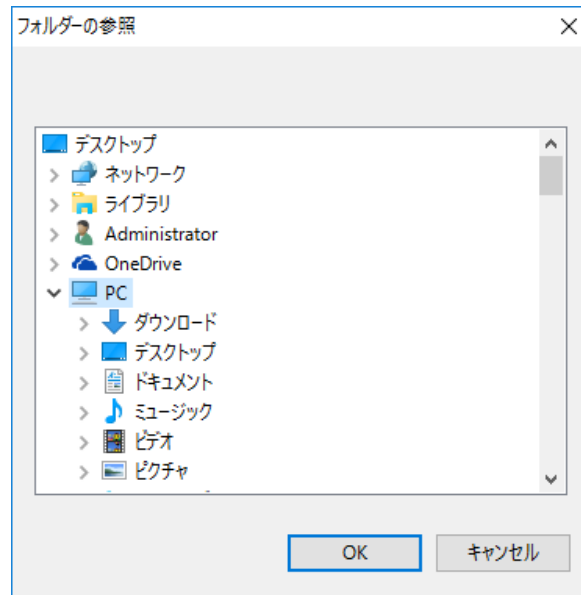 フォルダーの参照
デスクトップ
ネットワーク
ライブラリ
Administrator
OneDrive
PC
ダウンロード
デスクトップ
ドキュメント
ミュージック
ビデオ
ピクチャ
OK
キャンセル